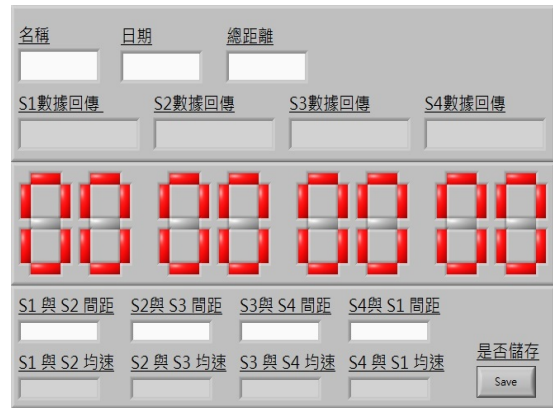 名稱 日期 總距離
S1數據回傳 S2數據回傳 S3數據回傳 S4數據回傳
00 00 00 00
S1 與 S2 間距 S2與 S3 間距 S3與 S4 間距 S4與 S1 間距
S1 與 S2 均速 S2 與 S3 均速 S3 與 S4 均速 S4 與 S1 均速 是否儲存
Save